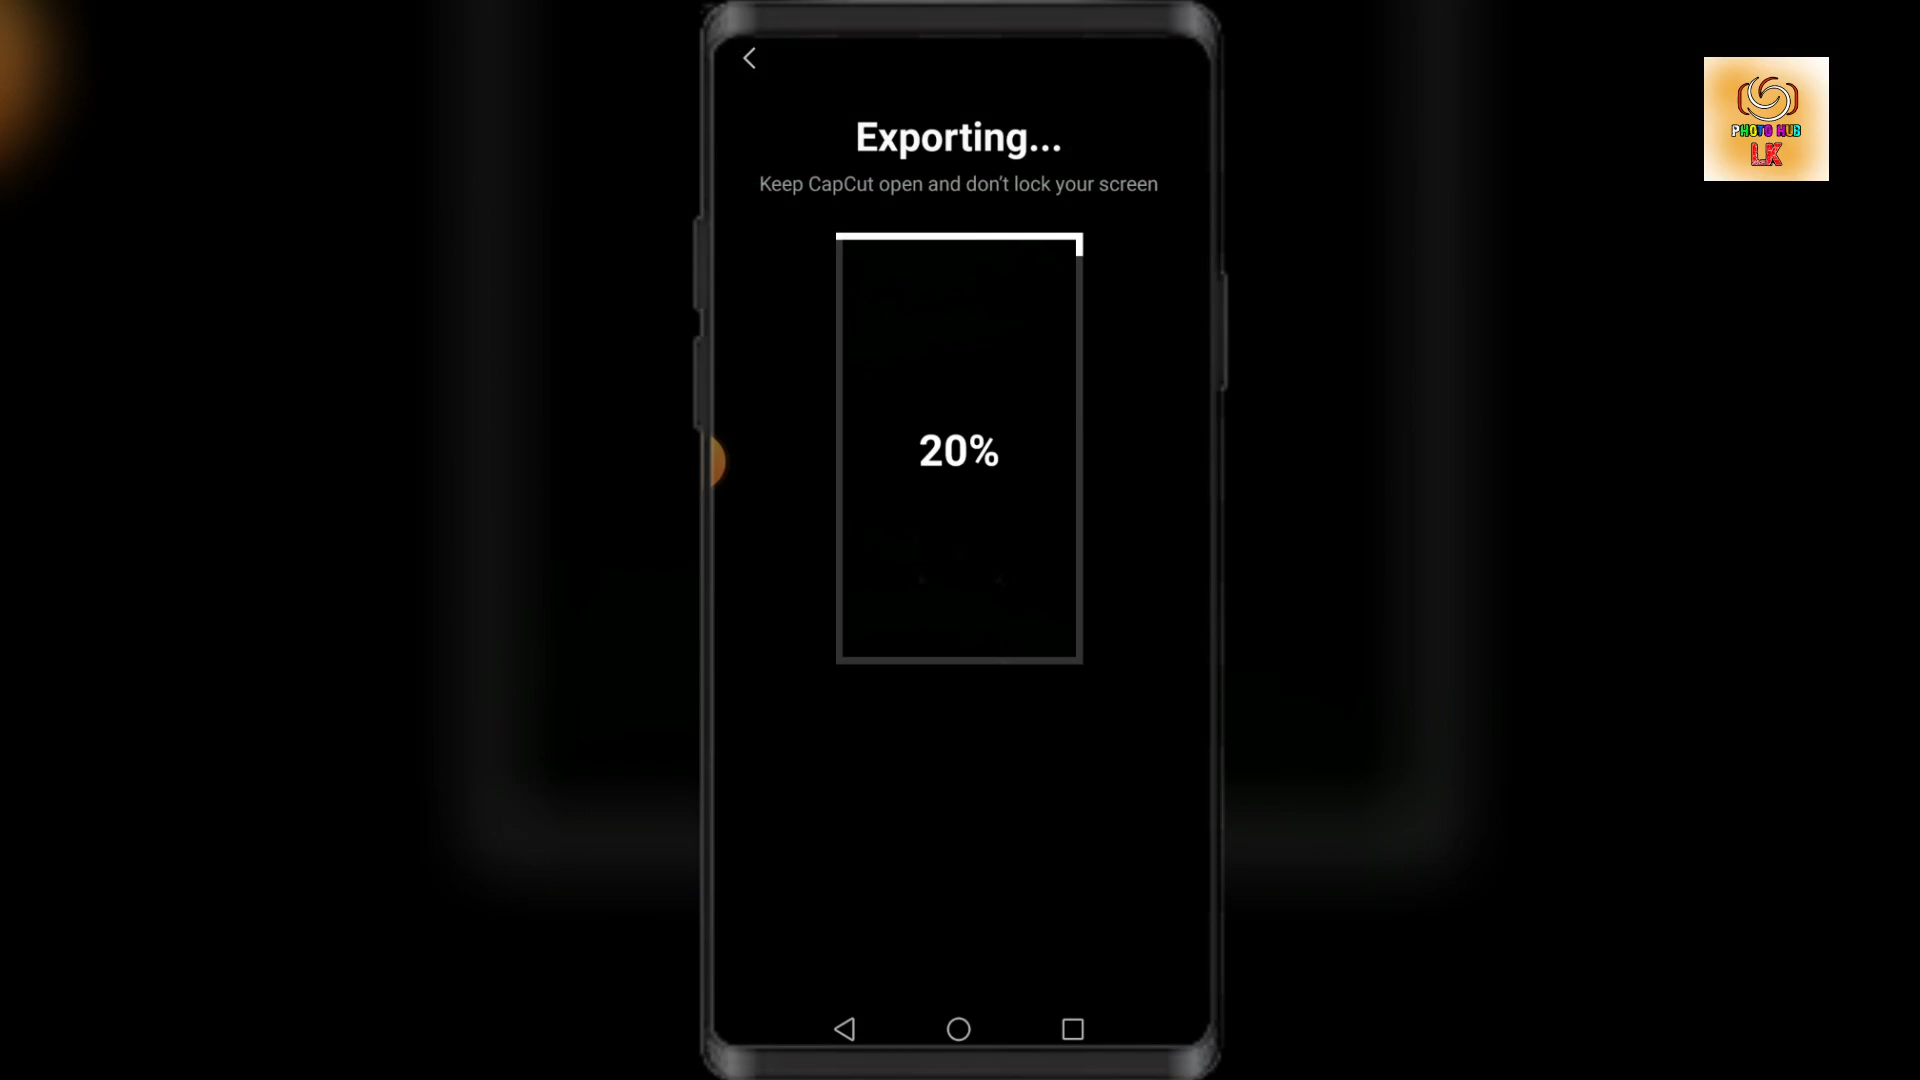 Exporting...
Keep CapCut open and don't lock your screen
20%
PHOTO HUB
LK